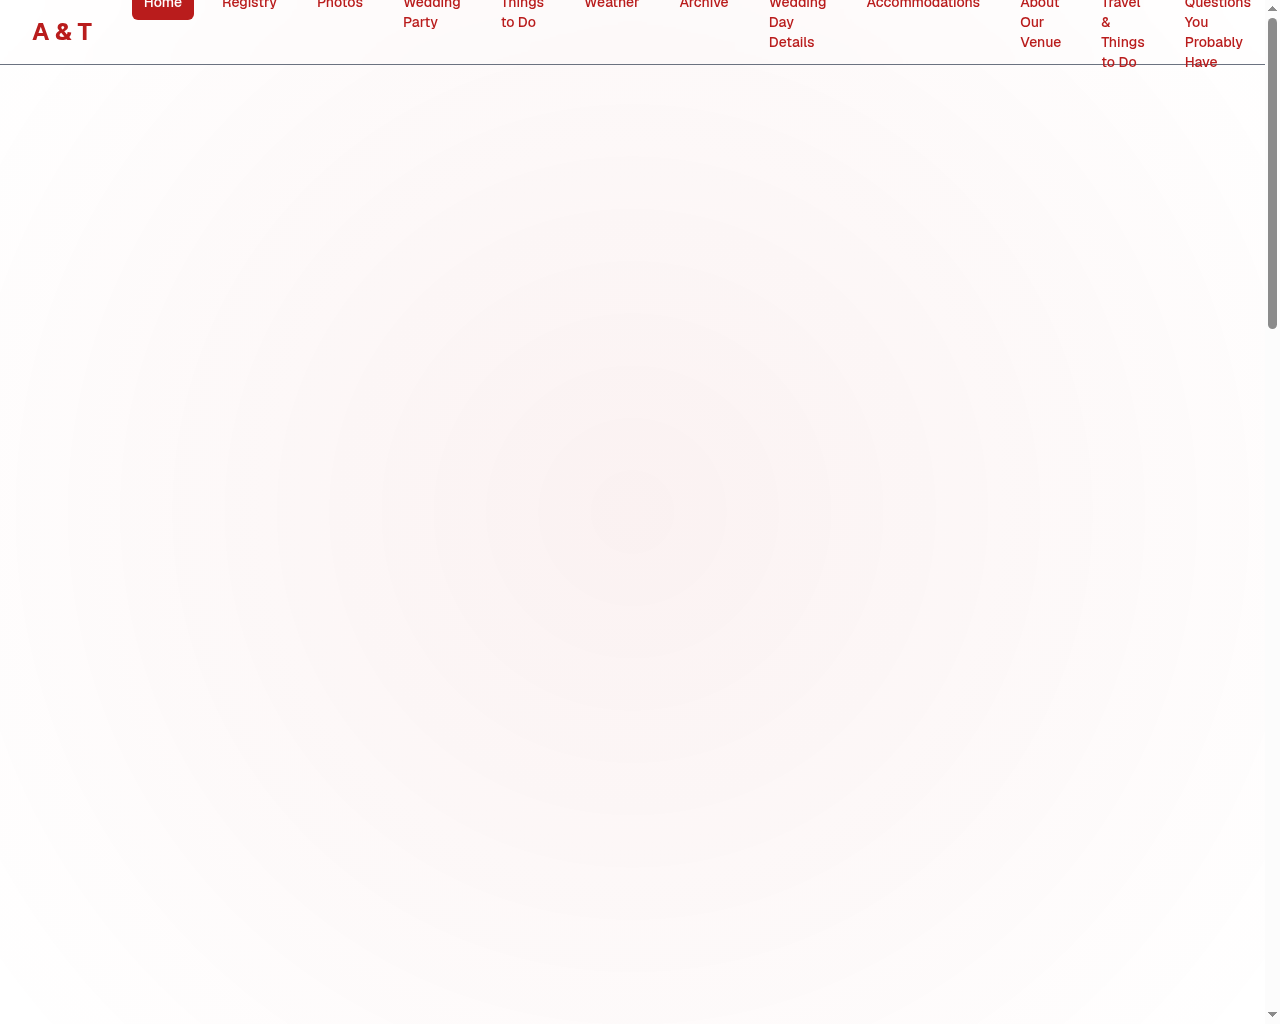 A & T
Home
Registry
Photos
Wedding
Party
Things
to Do
Weather
Archive
Wedding
Day
Details
Accommodations
About
Our
Venue
Travel
&
Things
to Do
Questions
You
Probably
Have